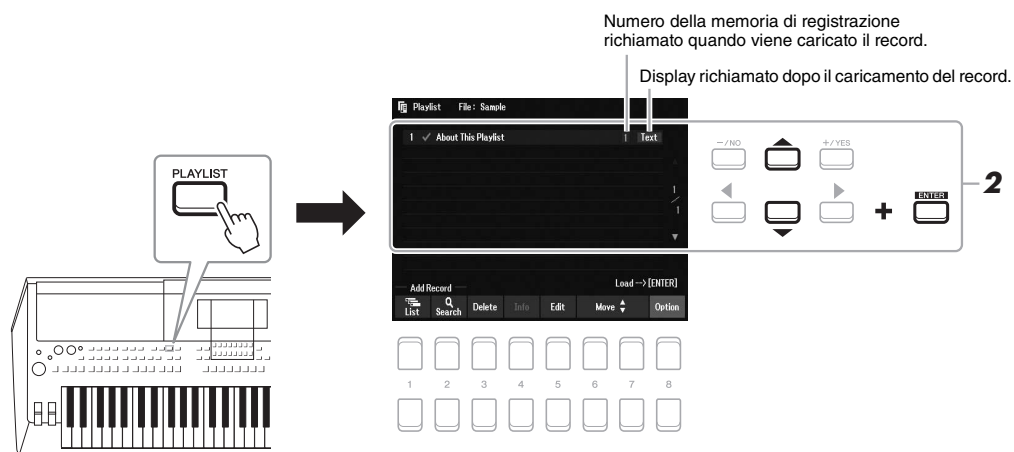 Numero della memoria di registrazione
richiamato quando viene caricato il record.
Display richiamato dopo il caricamento del record.
Playlist File: Sample
1 ✓ About This Playlist 1 Text
1
/
1
-/NO
+/YES
ENTER
+
2
PLAYLIST
Load-->[ENTER]
Add Record
List Search Delete Info Edit Move Option
1 2 3 4 5 6 7 8